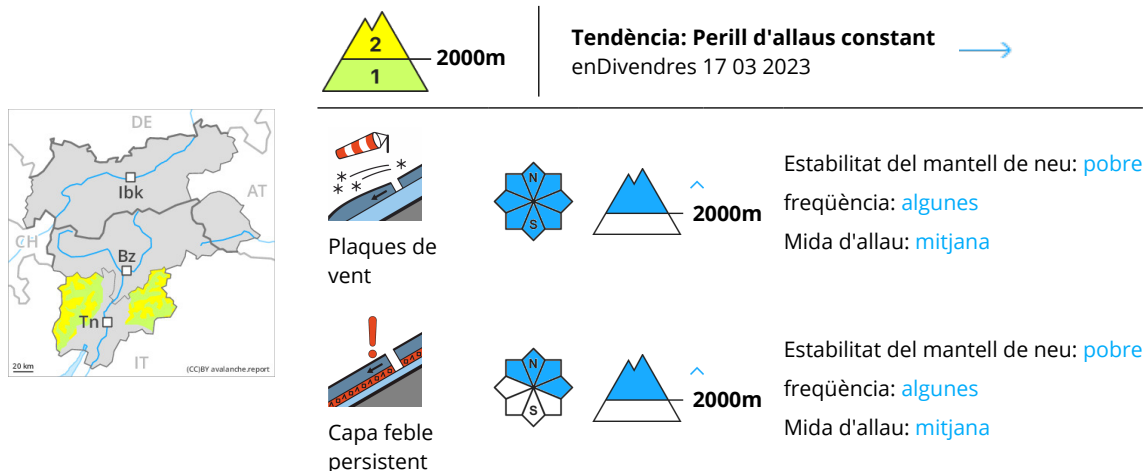 2
1
2000m
Tendència: Perill d'allaus constant
enDivendres 17 03 2023
DE
Ibk
AT
CH
Bz
Tn
IT
20 km
(CC)BY avalanche.report
Plaques de
vent
N
S
2000m
Estabilitat del mantell de neu: pobre
freqüència: algunes
Mida d'allau: mitjana
Capa feble
persistent
N
S
2000m
Estabilitat del mantell de neu: pobre
freqüència: algunes
Mida d'allau: mitjana